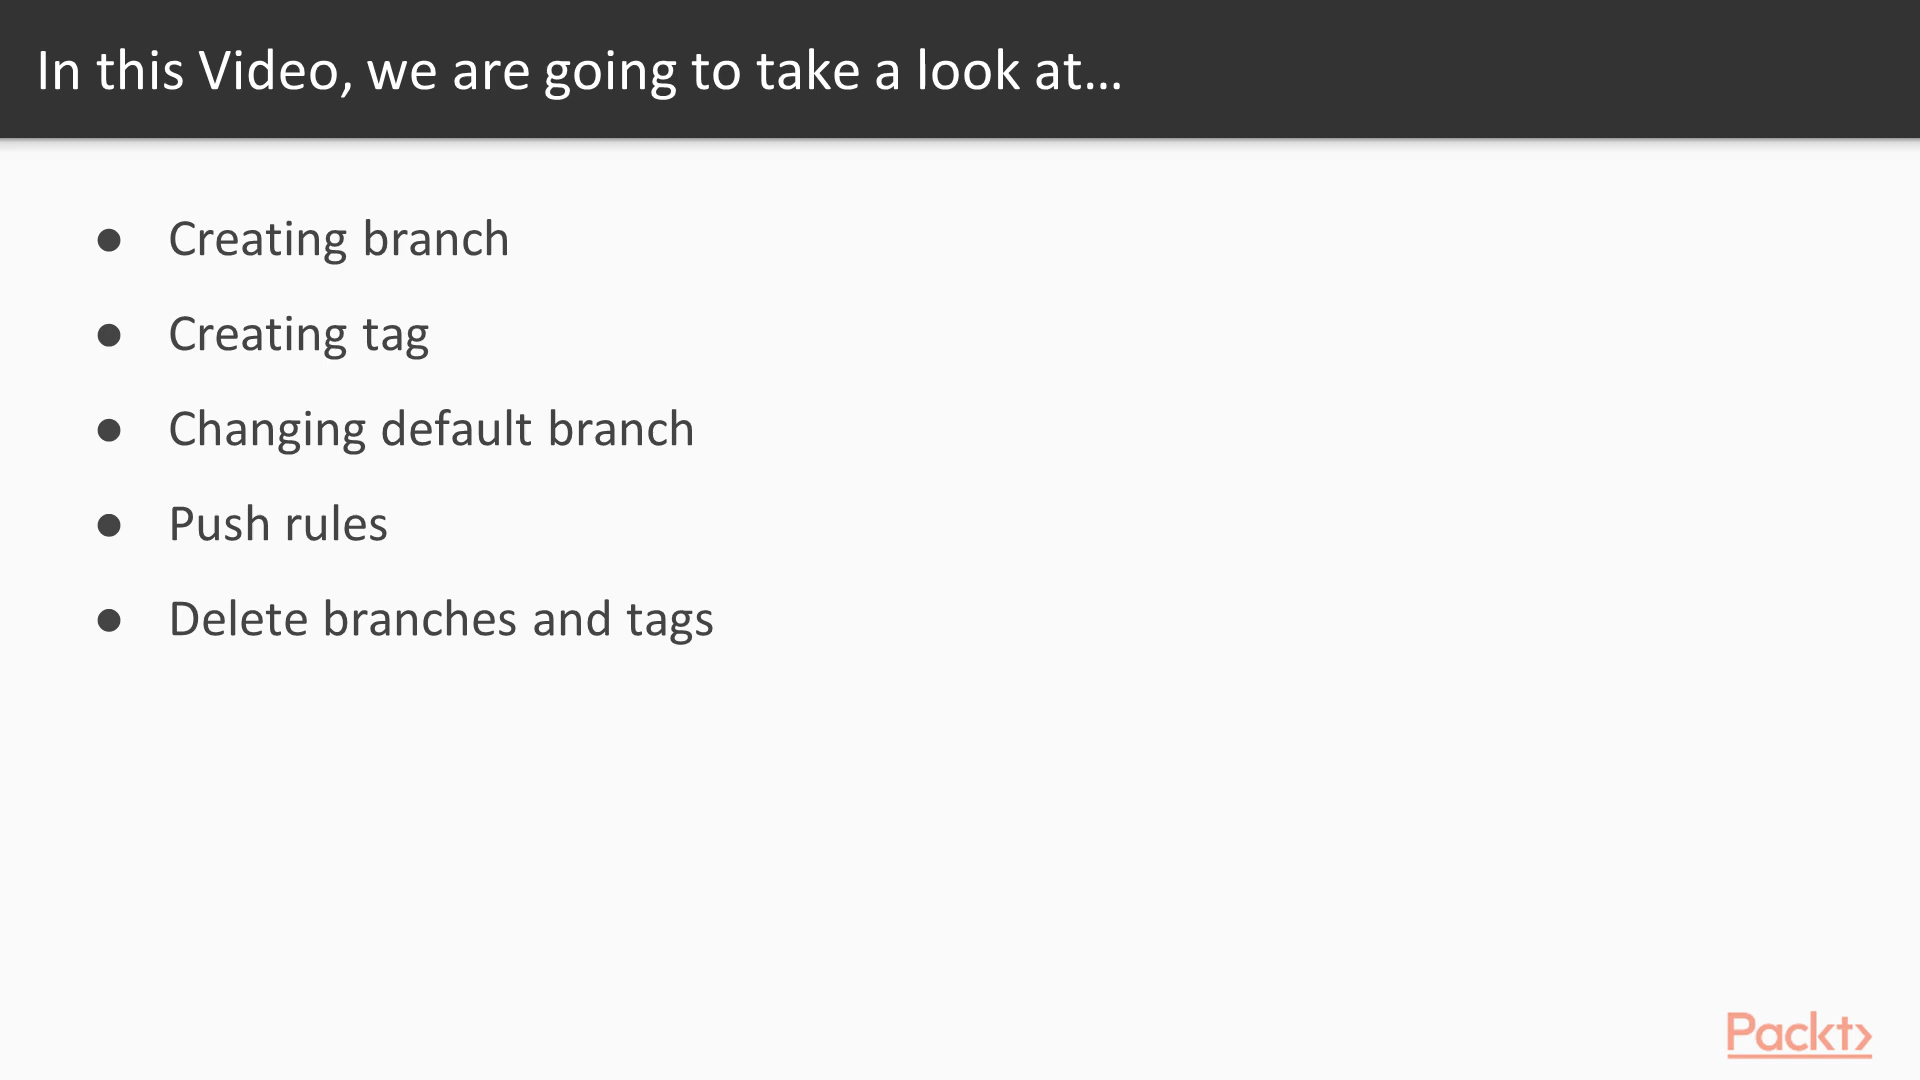 In this Video, we are going to take a look at...
● Creating branch
● Creating tag
● Changing default branch
● Push rules
● Delete branches and tags
Packt>